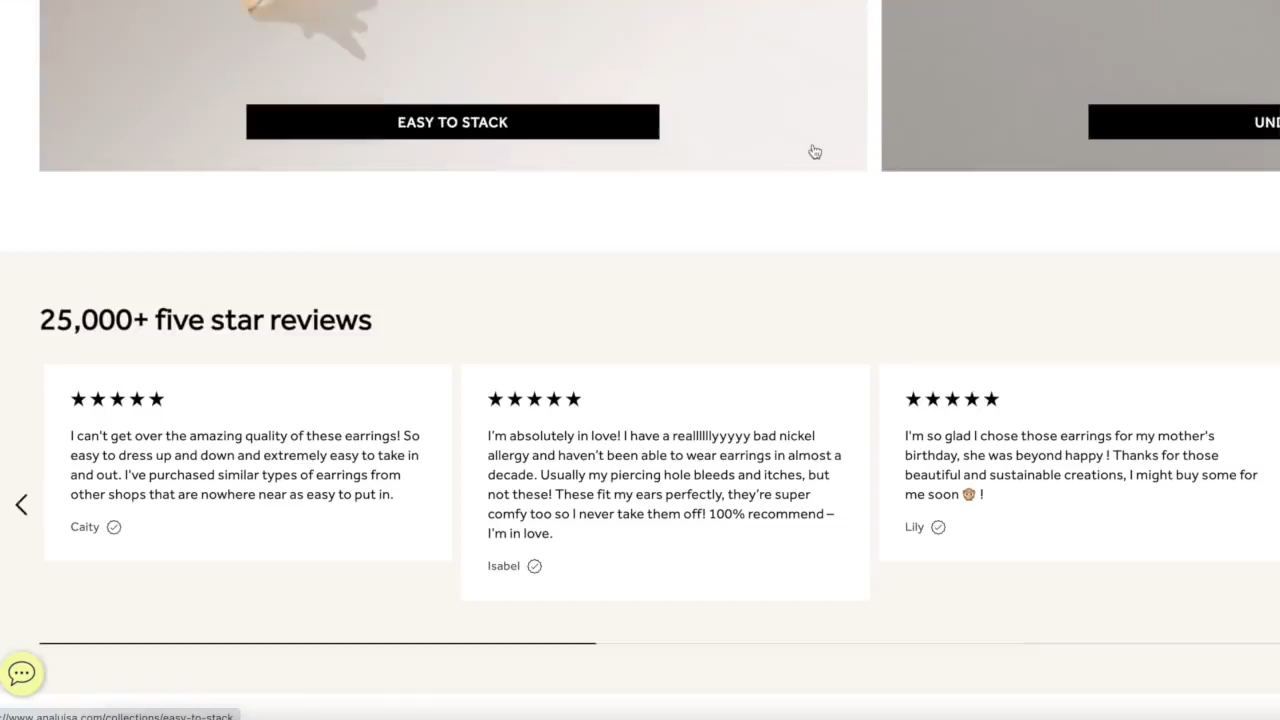 EASY TO STACK
25,000+ five star reviews
★★★★★
I can't get over the amazing quality of these earrings! So
easy to dress up and down and extremely easy to take in
and out. I've purchased similar types of earrings from
other shops that are nowhere near as easy to put in.
Caity
★★★★★
I'm absolutely in love! I have a reallllllyyyyy bad nickel
allergy and haven't been able to wear earrings in almost a
decade. Usually my piercing hole bleeds and itches, but
not these! These fit my ears perfectly, they're super
comfy too so I never take them off! 100% recommend –
I'm in love.
Isabel
★★★★★
I'm so glad I chose those earrings for my mother's
birthday, she was beyond happy ! Thanks for those
beautiful and sustainable creations, I might buy some for
me soon 🐵 !
Lily
//www.analuisa.com/collections/easy-to-stack